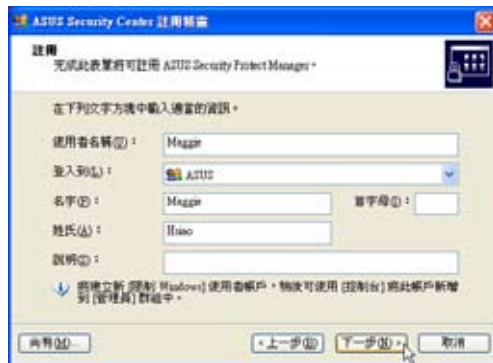 ASUS Security Center 註冊精靈
註冊
完成此表單將可註冊 ASUS Security Protect Manager。
在下列文字方塊中輸入適當的資訊。
使用者名稱(U)： Maggie
登入到(L)： ASUS
名字(F)： Maggie 首字母(I)：
姓氏(A)： Hsiao
說明(C)：
將建立新 [限制 Windows] 使用者帳戶，稍後可使用 [控制台] 將此帳戶新增
到 [管理員] 群組中。
尚有(M)... <上一步(B) 下一步(N)> 取消